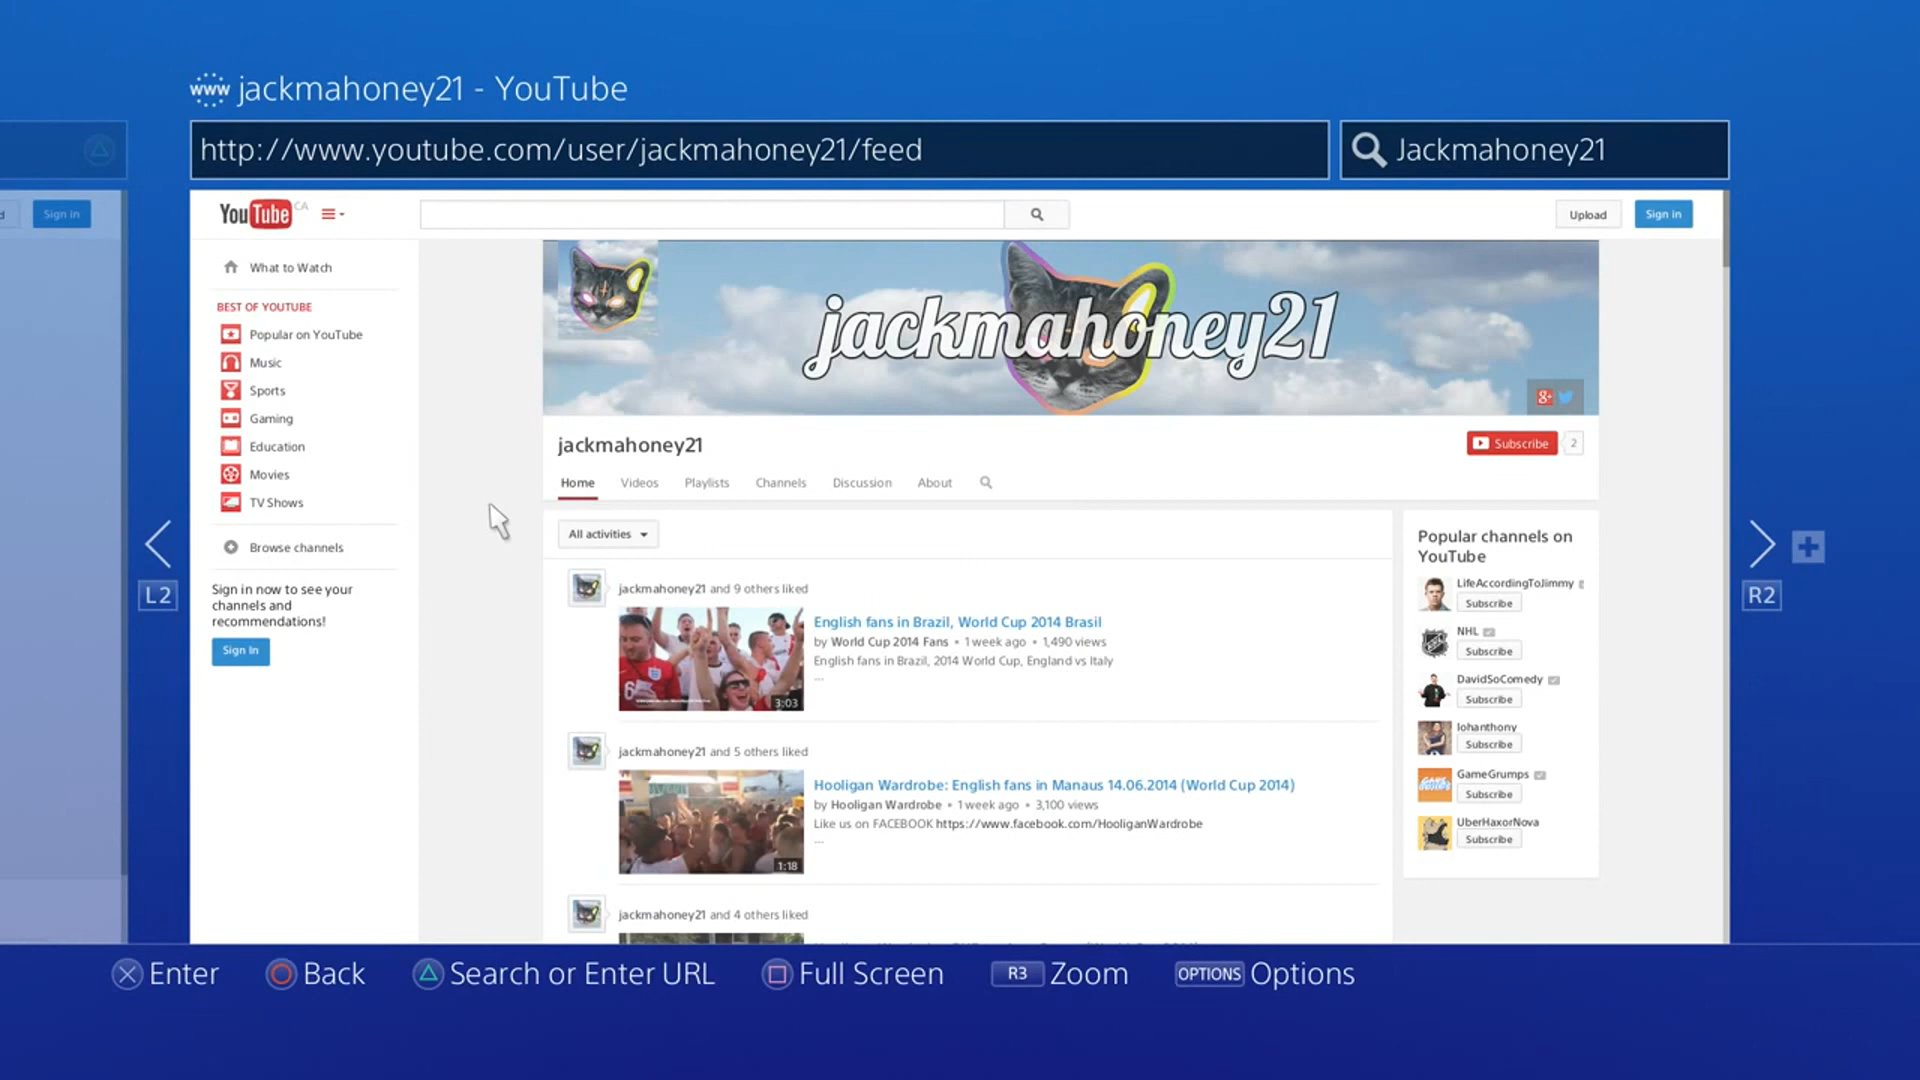 www jackmahoney21 - YouTube
http://www.youtube.com/user/jackmahoney21/feed
Jackmahoney21
Sign in
YouTube CA
Upload
Sign in
What to Watch
BEST OF YOUTUBE
Popular on YouTube
Music
Sports
Gaming
Education
Movies
TV Shows
Browse channels
Sign in now to see your
channels and
recommendations!
Sign In
jackmahoney21
jackmahoney21
Subscribe 2
Home Videos Playlists Channels Discussion About
All activities
jackmahoney21 and 9 others liked
English fans in Brazil, World Cup 2014 Brasil
by World Cup 2014 Fans • 1 week ago • 1,490 views
English fans in Brazil, 2014 World Cup, England vs Italy
...
3:03
jackmahoney21 and 5 others liked
Hooligan Wardrobe: English fans in Manaus 14.06.2014 (World Cup 2014)
by Hooligan Wardrobe • 1 week ago • 3,100 views
Like us on FACEBOOK https://www.facebook.com/HooliganWardrobe
...
1:18
jackmahoney21 and 4 others liked
Popular channels on
YouTube
LifeAccordingToJimmy
Subscribe
NHL
Subscribe
DavidSoComedy
Subscribe
lohanthony
Subscribe
GameGrumps
Subscribe
UberHaxorNova
Subscribe
L2
R2
Enter Back Search or Enter URL Full Screen R3 Zoom OPTIONS Options